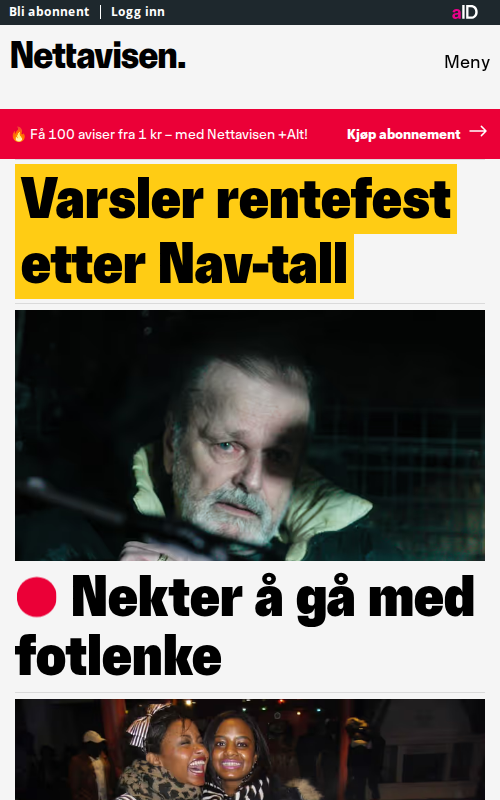 Bli abonnent
Logg inn
aID
Nettavisen.
Meny
🔥 Få 100 aviser fra 1 kr – med Nettavisen +Alt!
Kjøp abonnement →
Varsler rentefest
etter Nav-tall
Nekter å gå med
fotlenke